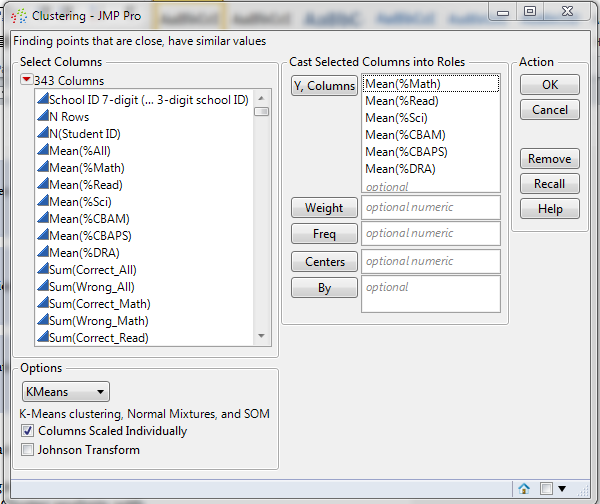 Clustering - JMP Pro
Finding points that are close, have similar values
Select Columns
343 Columns
School ID 7-digit (... 3-digit school ID)
N Rows
N(Student ID)
Mean(%All)
Mean(%Math)
Mean(%Read)
Mean(%Sci)
Mean(%CBAM)
Mean(%CBAPS)
Mean(%DRA)
Sum(Correct_All)
Sum(Wrong_All)
Sum(Correct_Math)
Sum(Wrong_Math)
Sum(Correct_Read)
Options
KMeans
K-Means clustering, Normal Mixtures, and SOM
Columns Scaled Individually
Johnson Transform
Cast Selected Columns into Roles
Y, Columns
Mean(%Math)
Mean(%Read)
Mean(%Sci)
Mean(%CBAM)
Mean(%CBAPS)
Mean(%DRA)
optional
Weight optional numeric
Freq optional numeric
Centers optional numeric
By optional
Action
OK
Cancel
Remove
Recall
Help